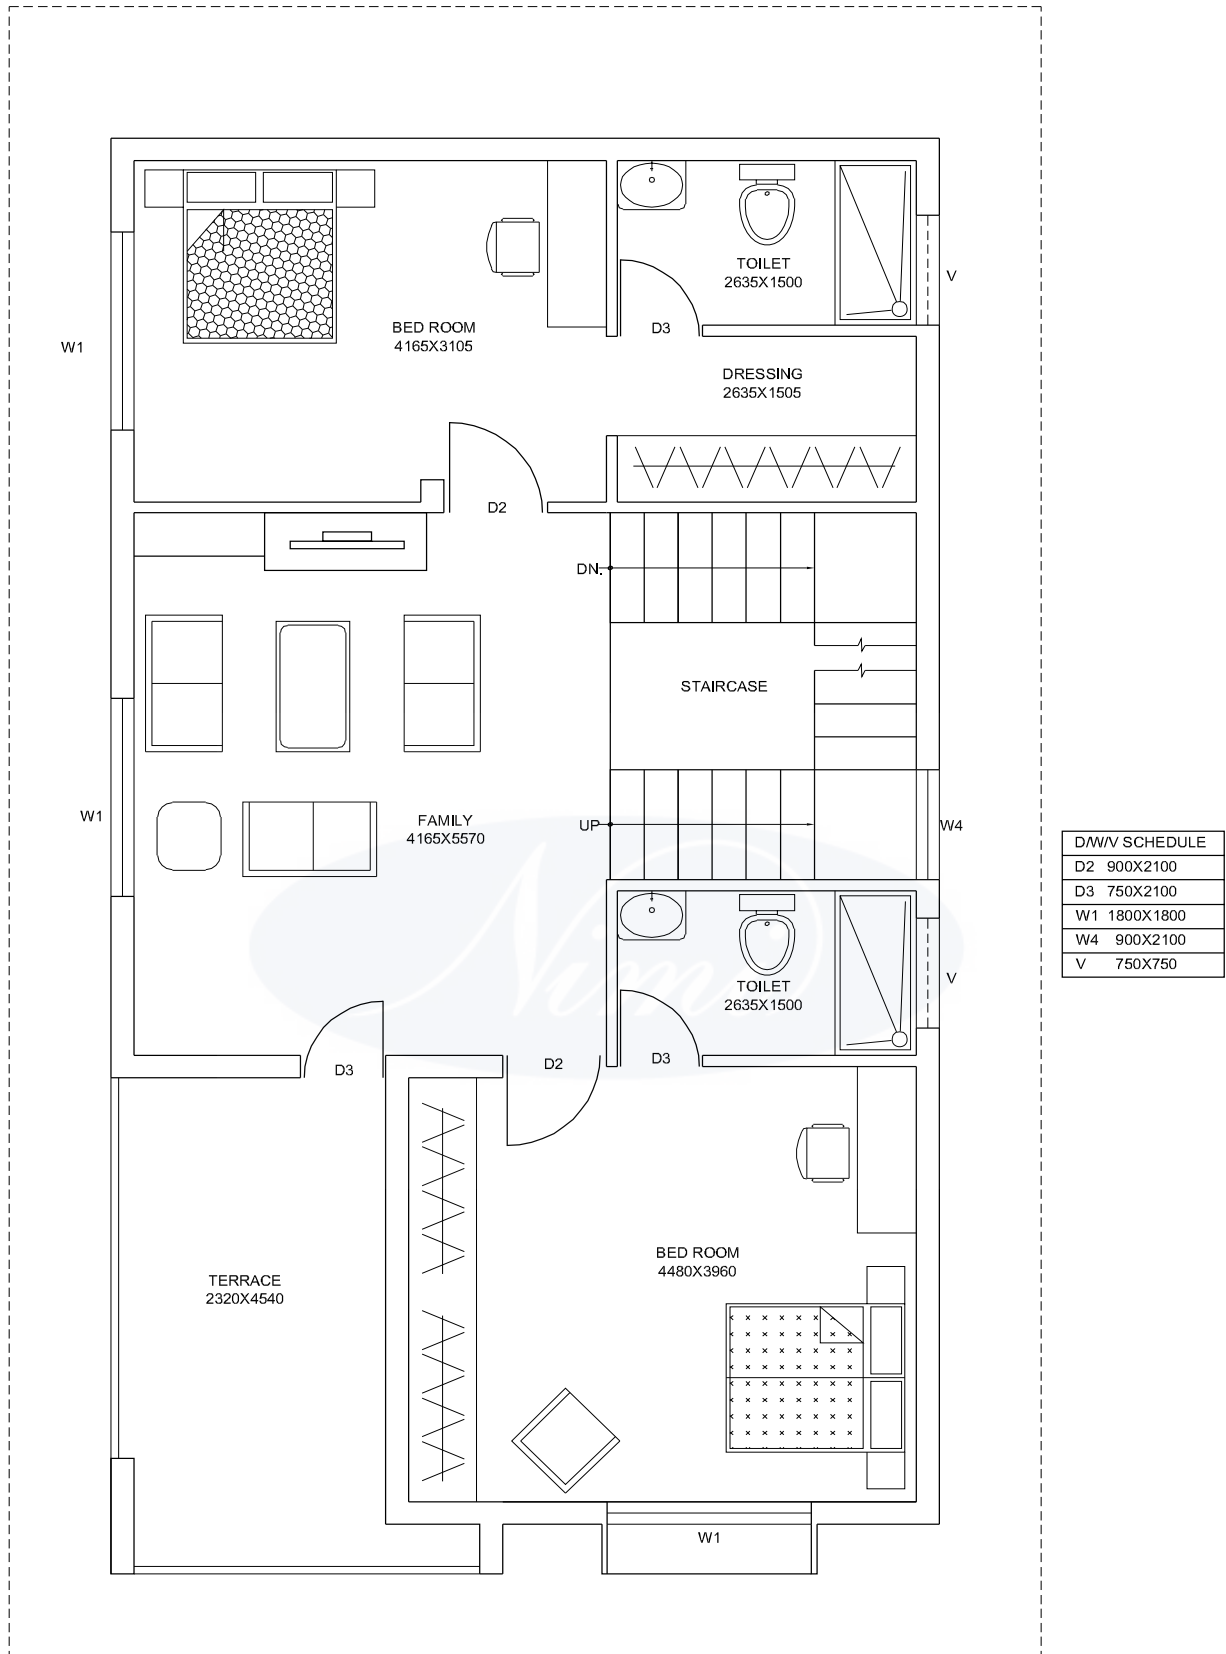 TOILET
2635X1500
V
BED ROOM
4165X3105
D3
W1
DRESSING
2635X1505
D2
DN.
STAIRCASE
W1
FAMILY
4165X5570
UP
W4
D/W/V SCHEDULE
D2 900X2100
D3 750X2100
W1 1800X1800
W4 900X2100
V 750X750
TOILET
2635X1500
V
D3
D2
D3
BED ROOM
4480X3960
TERRACE
2320X4540
W1